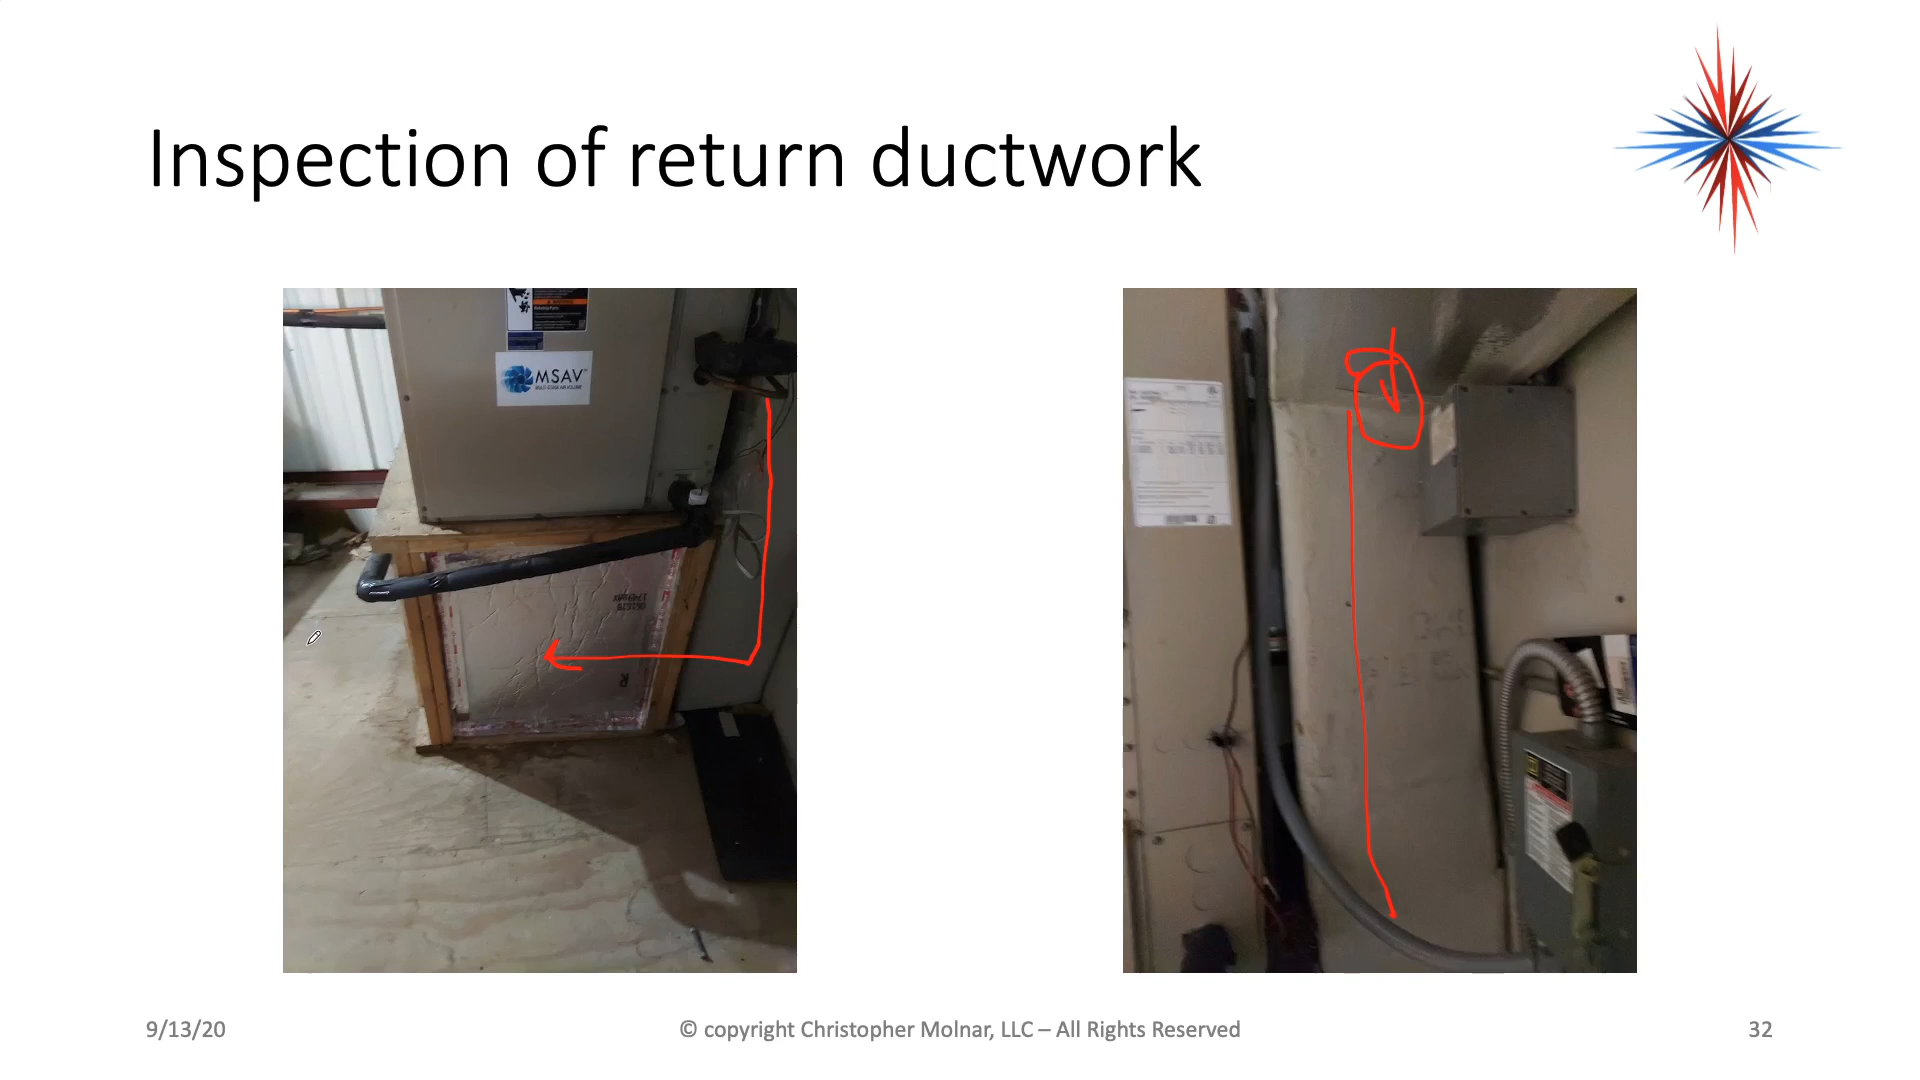 Inspection of return ductwork
MSAV
9/13/20
© copyright Christopher Molnar, LLC – All Rights Reserved
32